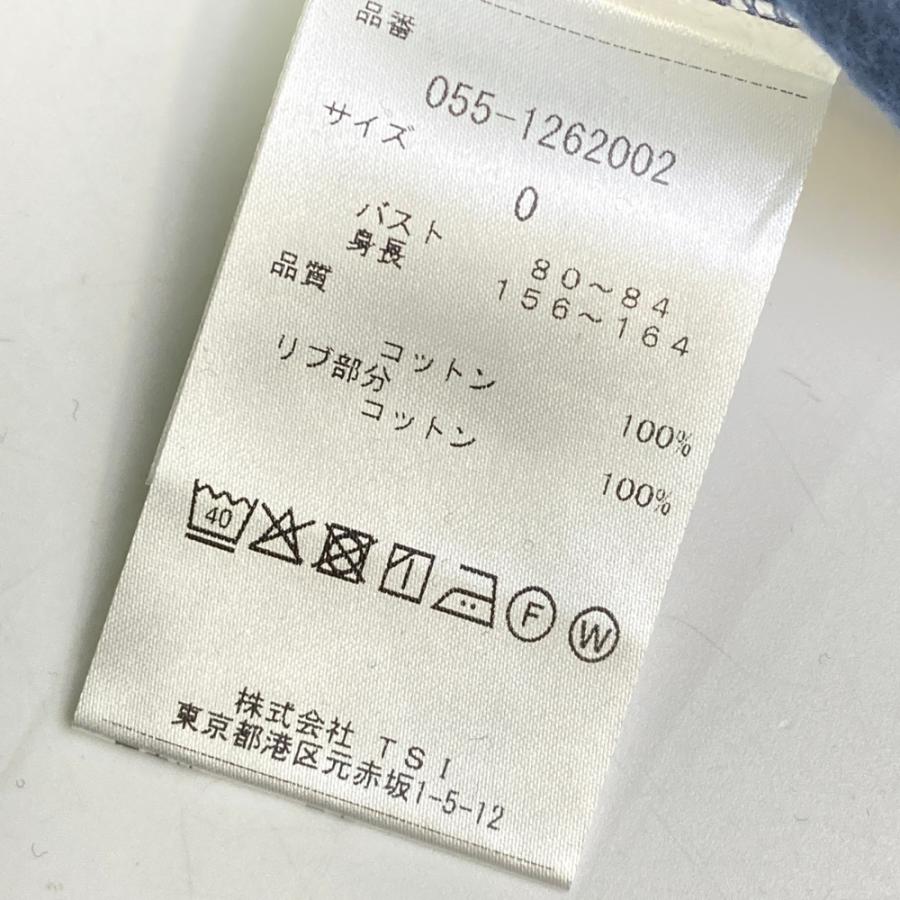 品番
055-1262002
サイズ
0
バスト 80～84
身長 156～164
品質
コットン 100%
リブ部分
コットン 100%
40 F W
株式会社 TSI
東京都港区元赤坂1-5-12